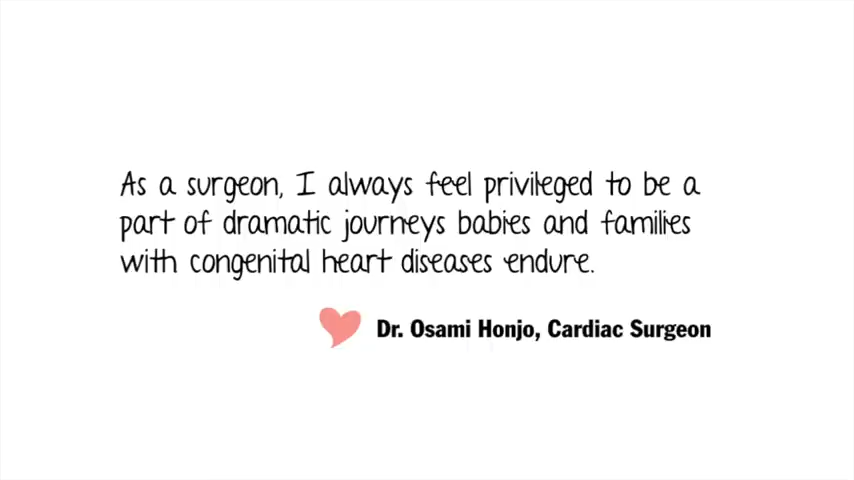 As a surgeon, I always feel privileged to be a
part of dramatic journeys babies and families
with congenital heart diseases endure.
Dr. Osami Honjo, Cardiac Surgeon